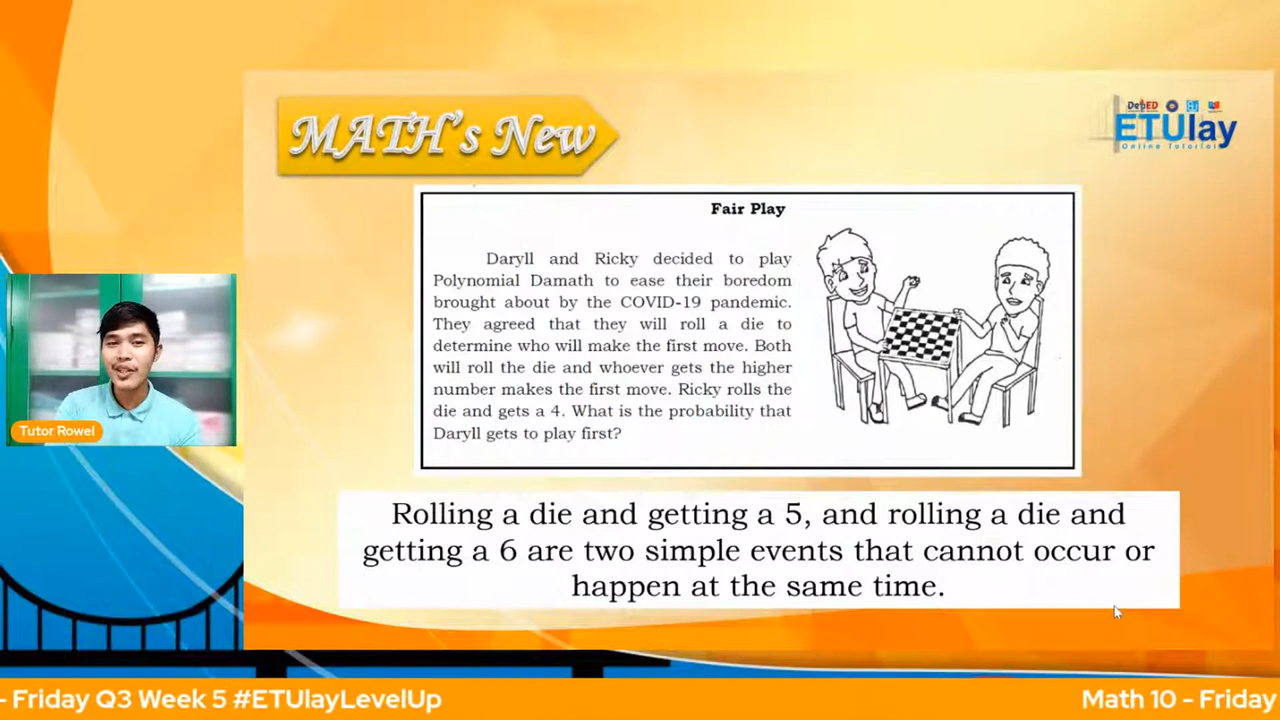 MATH's New
DepED
ETUlay
Online Tutorial
Fair Play
Daryll and Ricky decided to play
Polynomial Damath to ease their boredom
brought about by the COVID-19 pandemic.
They agreed that they will roll a die to
determine who will make the first move. Both
will roll the die and whoever gets the higher
number makes the first move. Ricky rolls the
die and gets a 4. What is the probability that
Daryll gets to play first?
Tutor Rowel
Rolling a die and getting a 5, and rolling a die and
getting a 6 are two simple events that cannot occur or
happen at the same time.
- Friday Q3 Week 5 #ETUlayLevelUp
Math 10 - Friday